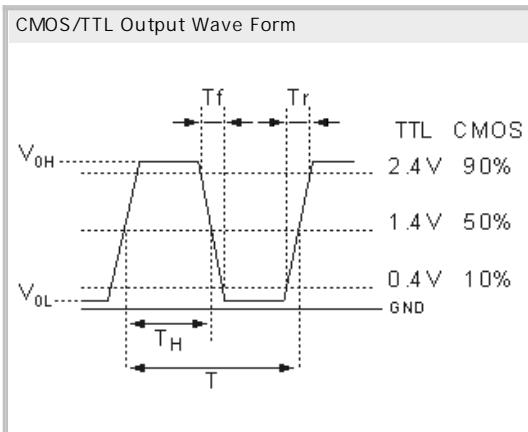 CMOS/TTL Output Wave Form
Tf Tr
TTL CMOS
V0H 2.4V 90%
1.4V 50%
0.4V 10%
V0L GND
TH
T